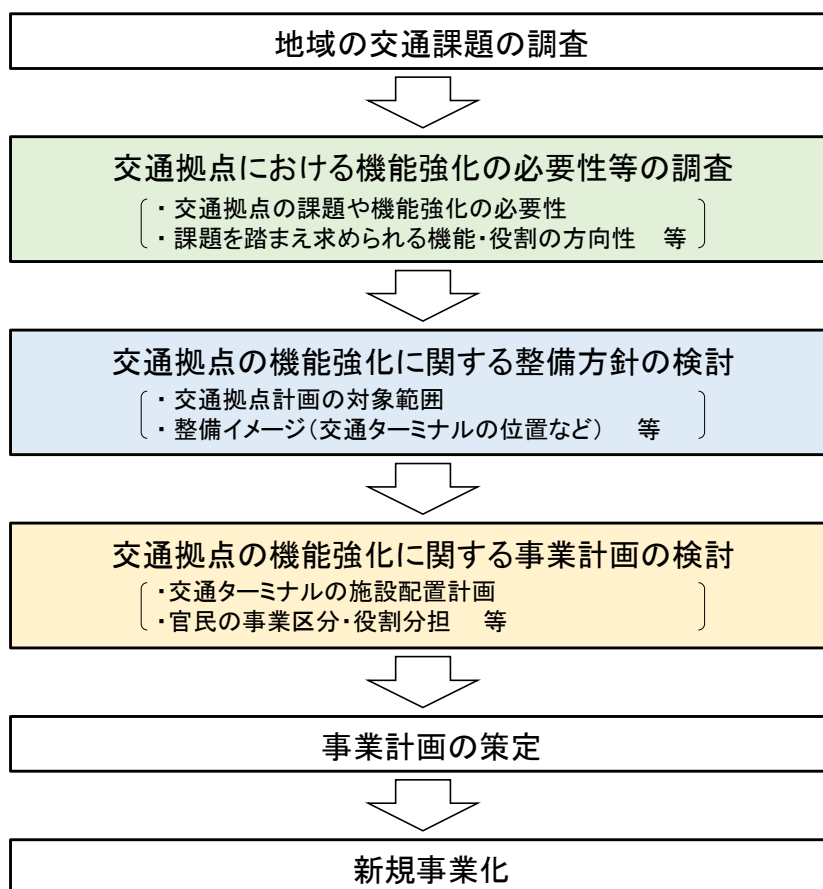 地域の交通課題の調査
交通拠点における機能強化の必要性等の調査
・ 交通拠点の課題や機能強化の必要性
・ 課題を踏まえ求められる機能・役割の方向性　等
交通拠点の機能強化に関する整備方針の検討
・ 交通拠点計画の対象範囲
・ 整備イメージ（交通ターミナルの位置など）　等
交通拠点の機能強化に関する事業計画の検討
・交通ターミナルの施設配置計画
・官民の事業区分・役割分担　等
事業計画の策定
新規事業化